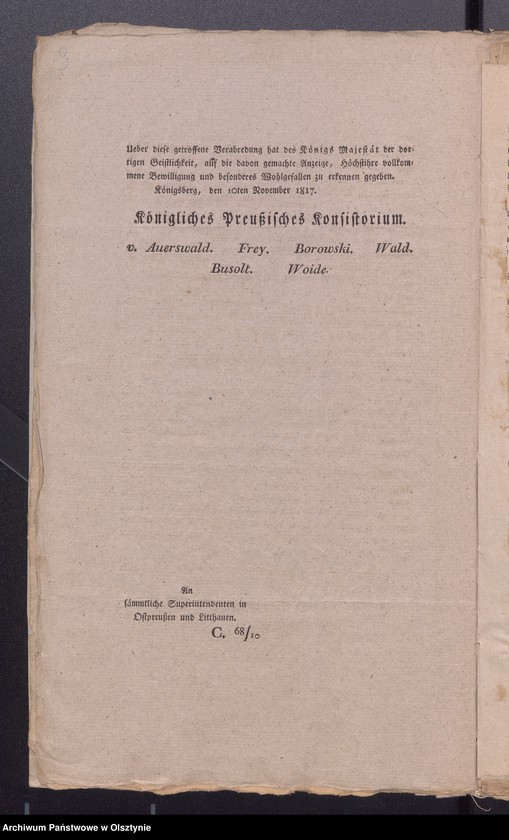 Ueber diese getroffene Verabredung hat des Königs Majestät der dor-
tigen Geistlichkeit, auf die davon gemachte Anzeige, Höchstihre vollkom-
mene Bewilligung und besonderes Wohlgefallen zu erkennen gegeben.
Königsberg, den 10ten November 1817.
Königliches Preußisches Konsistorium.
v. Auerswald. Frey. Borowski. Wald.
Busolt. Woide.
An
sämmtliche Superintendenten in
Ostpreußen und Litthauen.
C. 68/10
Archiwum Państwowe w Olsztynie